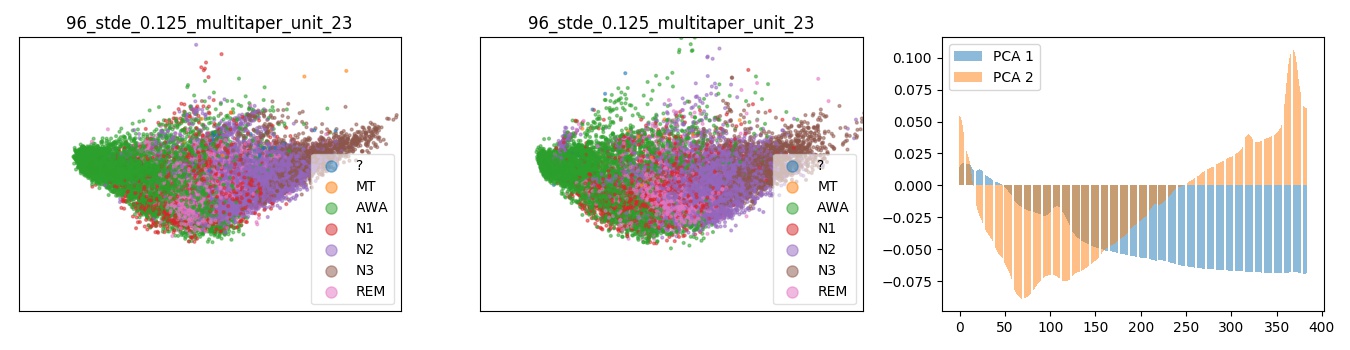 96_stde_0.125_multitaper_unit_23
?
MT
AWA
N1
N2
N3
REM
96_stde_0.125_multitaper_unit_23
?
MT
AWA
N1
N2
N3
REM
PCA 1
PCA 2
0.100
0.075
0.050
0.025
0.000
−0.025
−0.050
−0.075
0 50 100 150 200 250 300 350 400